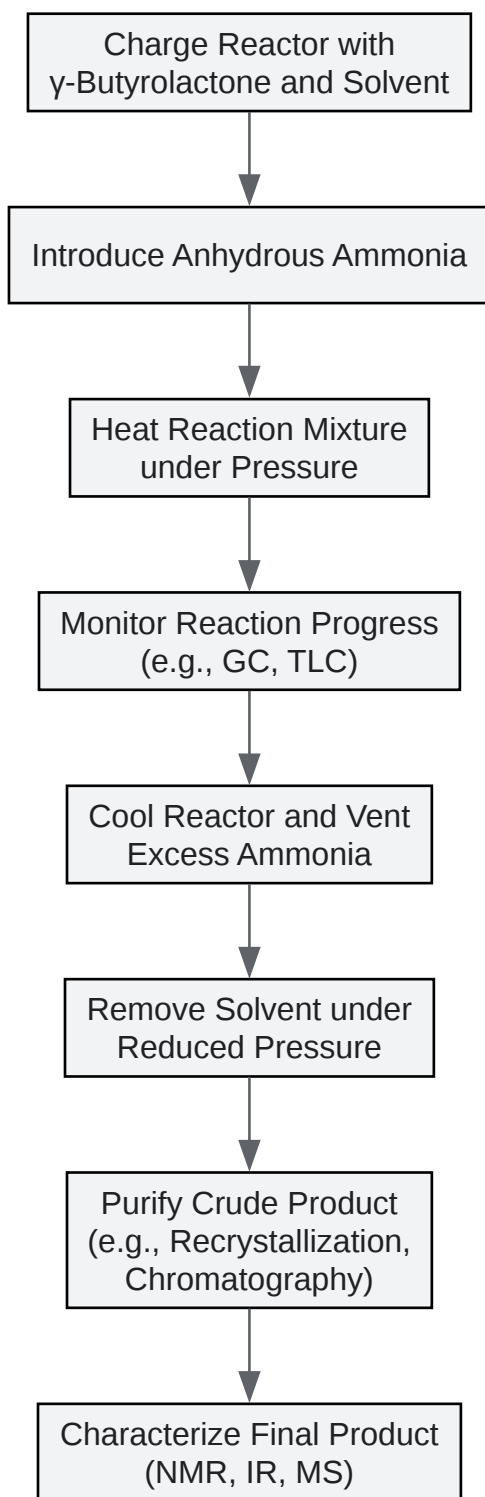 Charge Reactor with
γ-Butyrolactone and Solvent
Introduce Anhydrous Ammonia
Heat Reaction Mixture
under Pressure
Monitor Reaction Progress
(e.g., GC, TLC)
Cool Reactor and Vent
Excess Ammonia
Remove Solvent under
Reduced Pressure
Purify Crude Product
(e.g., Recrystallization,
Chromatography)
Characterize Final Product
(NMR, IR, MS)